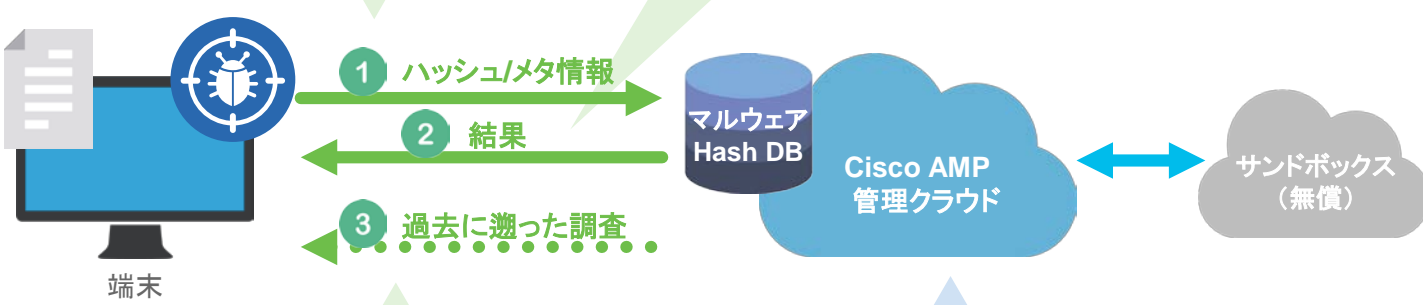 1 ハッシュ/メタ情報
2 結果
3 過去に遡った調査
端末
マルウェア
Hash DB
Cisco AMP
管理クラウド
サンドボックス
（無償）